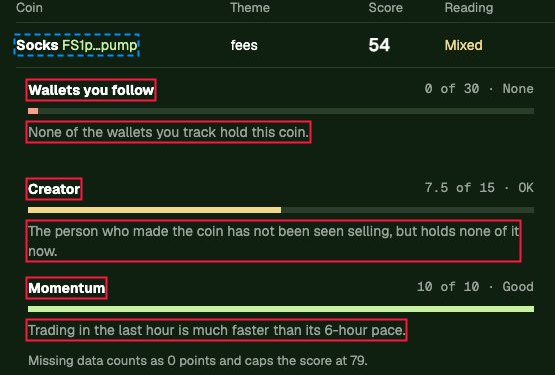 Coin Theme Score Reading
Socks FS1p...pump fees 54 Mixed
Wallets you follow 0 of 30 · None
None of the wallets you track hold this coin.
Creator 7.5 of 15 · OK
The person who made the coin has not been seen selling, but holds none of it
now.
Momentum 10 of 10 · Good
Trading in the last hour is much faster than its 6-hour pace.
Missing data counts as 0 points and caps the score at 79.